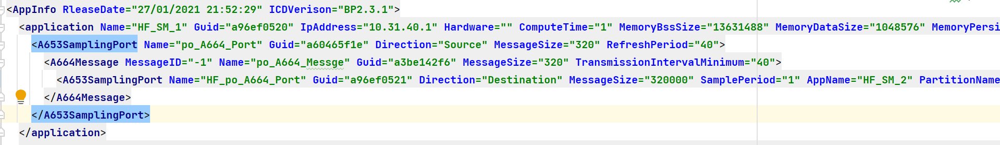 <AppInfo RleaseDate="27/01/2021 21:52:29" ICDVerison="BP2.3.1">
<application Name="HF_SM_1" Guid="a96ef0520" IpAddress="10.31.40.1" Hardware="" ComputeTime="1" MemoryBssSize="13631488" MemoryDataSize="1048576" MemoryPersi
<A653SamplingPort Name="po_A664_Port" Guid="a60465f1e" Direction="Source" MessageSize="320" RefreshPeriod="40">
<A664Message MessageID="-1" Name="po_A664_Messge" Guid="a3be142f6" MessageSize="320" TransmissionIntervalMinimum="40">
<A653SamplingPort Name="HF_po_A664_Port" Guid="a96ef0521" Direction="Destination" MessageSize="320000" SamplePeriod="1" AppName="HF_SM_2" PartitionName
</A664Message>
</A653SamplingPort>
</application>